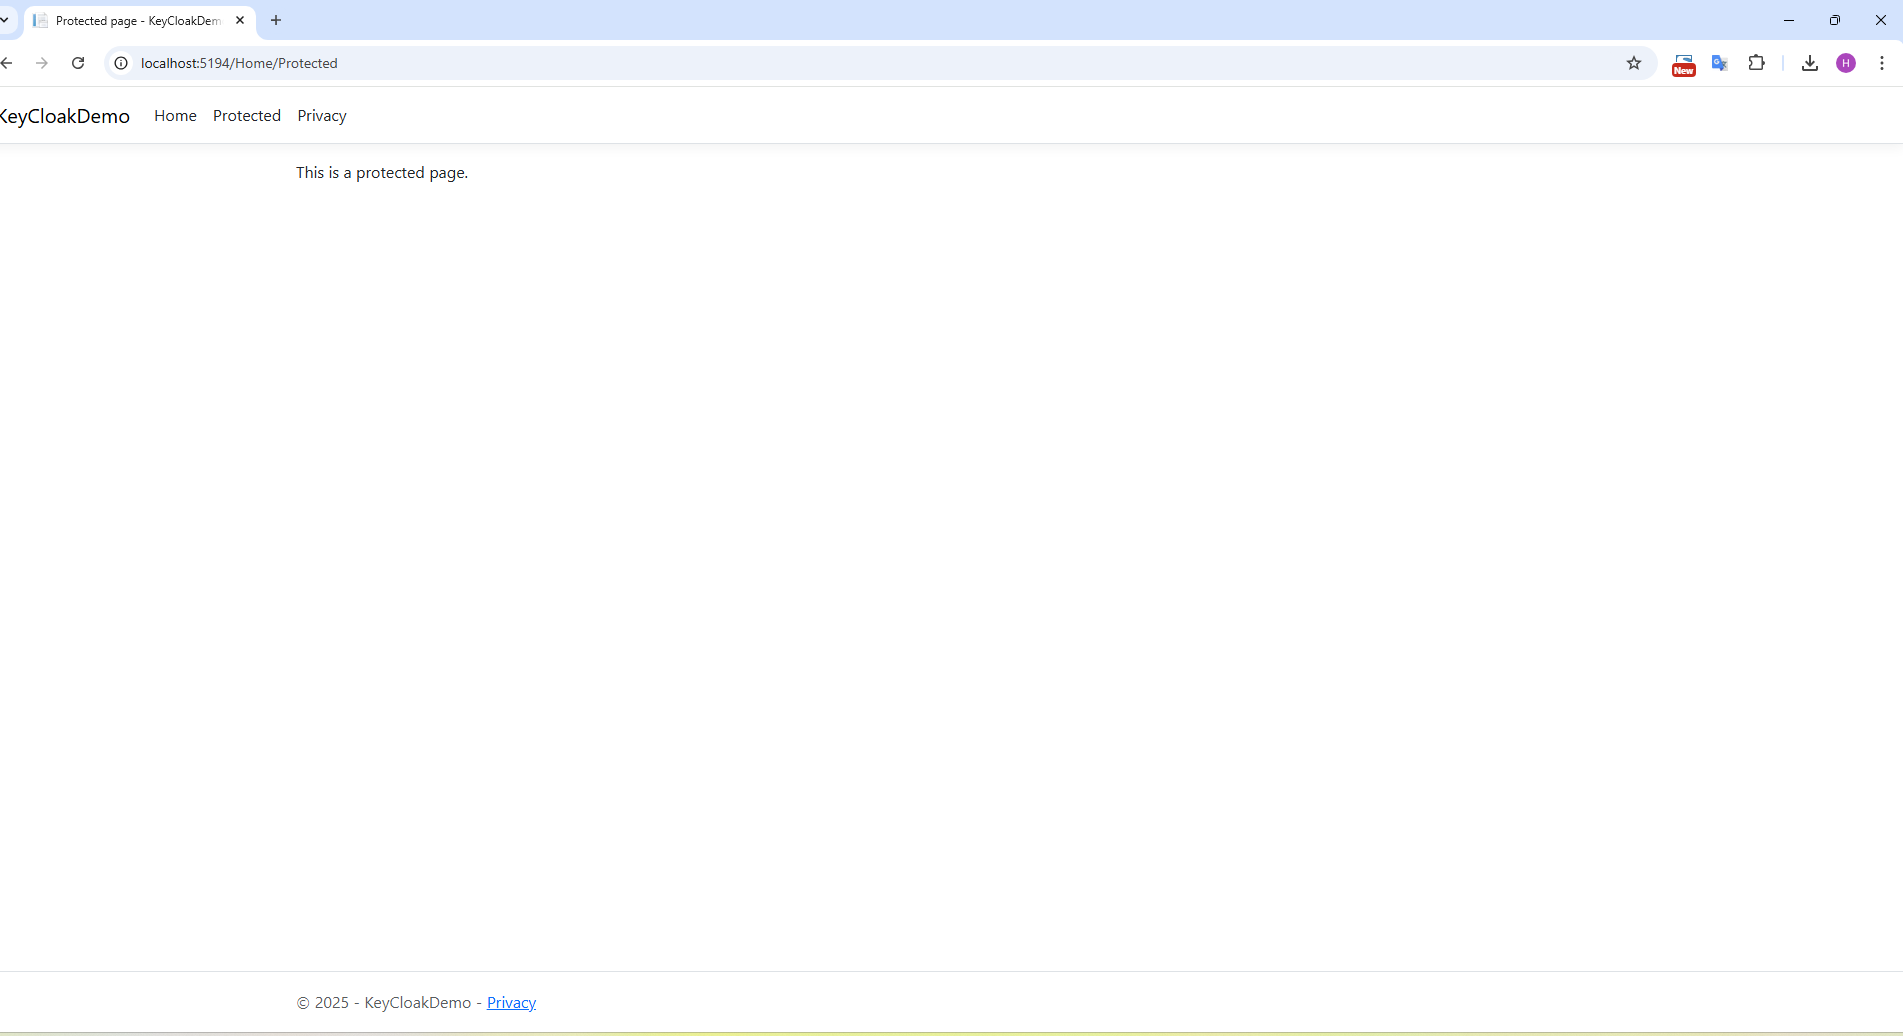 Protected page - KeyCloakDem
localhost:5194/Home/Protected
New
G
H
KeyCloakDemo Home Protected Privacy
This is a protected page.
© 2025 - KeyCloakDemo - Privacy